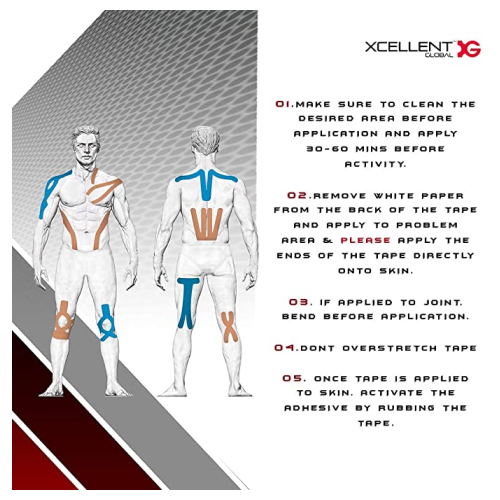 XCELLENT XG
GLOBAL
01.MAKE SURE TO CLEAN THE
DESIRED AREA BEFORE
APPLICATION AND APPLY
30-60 MINS BEFORE
ACTIVITY.
02.REMOVE WHITE PAPER
FROM THE BACK OF THE TAPE
AND APPLY TO PROBLEM
AREA & PLEASE APPLY THE
ENDS OF THE TAPE DIRECTLY
ONTO SKIN.
03. IF APPLIED TO JOINT.
BEND BEFORE APPLICATION.
04.DONT OVERSTRETCH TAPE
05. ONCE TAPE IS APPLIED
TO SKIN. ACTIVATE THE
ADHESIVE BY RUBBING THE
TAPE.